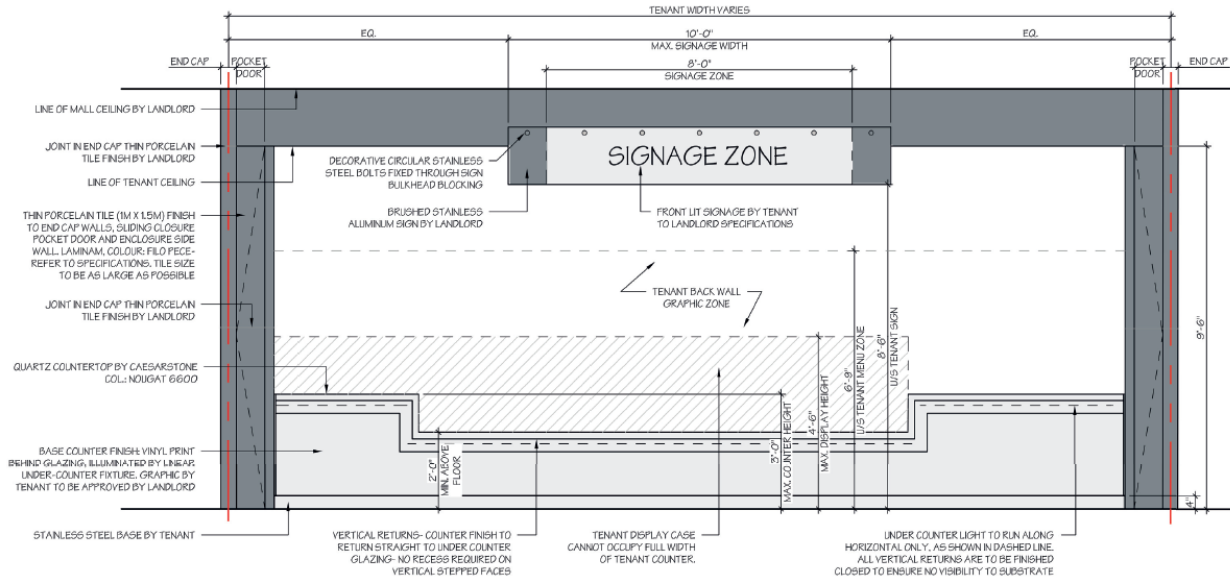 TENANT WIDTH VARIES
EQ.
10'-0"
EQ.
MAX. SIGNAGE WIDTH
END CAP
POCKET
DOOR
8'-0"
SIGNAGE ZONE
POCKET
DOOR
END CAP
LINE OF MALL CEILING BY LANDLORD
JOINT IN END CAP THIN PORCELAIN
TILE FINISH BY LANDLORD
LINE OF TENANT CEILING
THIN PORCELAIN TILE (1M X 1.5M) FINISH
TO END CAP WALLS, SLIDING CLOSURE
POCKET DOOR AND ENCLOSURE SIDE
WALL. LAMINAM, COLOUR: FILO PECE-
REFER TO SPECIFICATIONS. TILE SIZE
TO BE AS LARGE AS POSSIBLE
JOINT IN END CAP THIN PORCELAIN
TILE FINISH BY LANDLORD
QUARTZ COUNTERTOP BY CAESARSTONE
COL.: NOUGAT 6600
BASE COUNTER FINISH: VINYL PRINT
BEHIND GLAZING, ILLUMINATED BY LINEAR
UNDER-COUNTER FIXTURE. GRAPHIC BY
TENANT TO BE APPROVED BY LANDLORD
STAINLESS STEEL BASE BY TENANT
DECORATIVE CIRCULAR STAINLESS
STEEL BOLTS FIXED THROUGH SIGN
BULKHEAD BLOCKING
BRUSHED STAINLESS
ALUMINUM SIGN BY LANDLORD
SIGNAGE ZONE
FRONT LIT SIGNAGE BY TENANT
TO LANDLORD SPECIFICATIONS
TENANT BACK WALL
GRAPHIC ZONE
2'-0"
MIN. ABOVE
FLOOR
3'-0"
MAX. COUNTER HEIGHT
4'-6"
MAX. DISPLAY HEIGHT
6'-9"
U/S TENANT MENU ZONE
8'-6"
U/S TENANT SIGN
9'-6"
4"
VERTICAL RETURNS- COUNTER FINISH TO
RETURN STRAIGHT TO UNDER COUNTER
GLAZING- NO RECESS REQUIRED ON
VERTICAL STEPPED FACES
TENANT DISPLAY CASE
CANNOT OCCUPY FULL WIDTH
OF TENANT COUNTER.
UNDER COUNTER LIGHT TO RUN ALONG
HORIZONTAL ONLY, AS SHOWN IN DASHED LINE.
ALL VERTICAL RETURNS ARE TO BE FINISHED
CLOSED TO ENSURE NO VISIBILITY TO SUBSTRATE